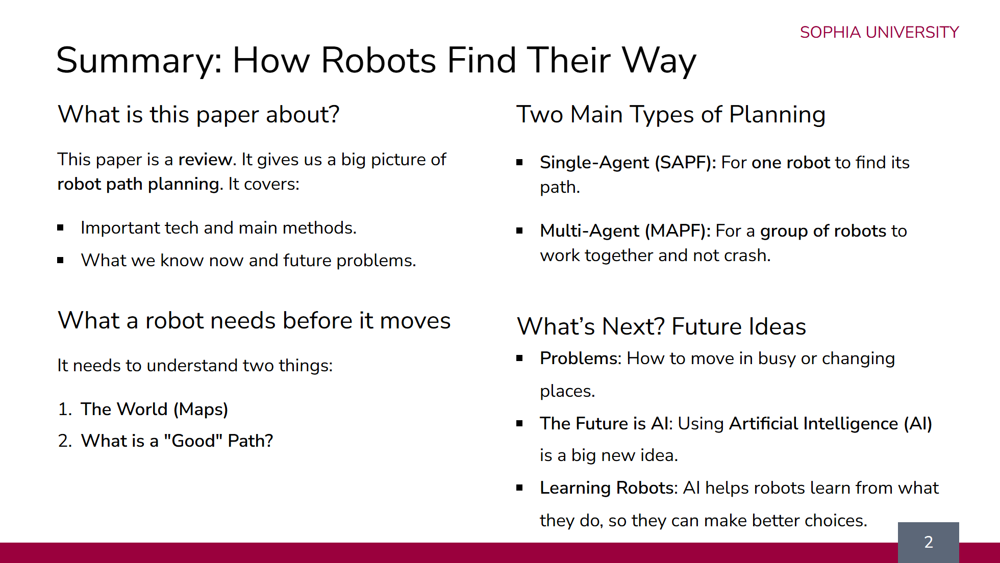 SOPHIA UNIVERSITY
Summary: How Robots Find Their Way
What is this paper about?
This paper is a review. It gives us a big picture of
robot path planning. It covers:
▪ Important tech and main methods.
▪ What we know now and future problems.
What a robot needs before it moves
It needs to understand two things:
1. The World (Maps)
2. What is a "Good" Path?
Two Main Types of Planning
▪ Single-Agent (SAPF): For one robot to find its
path.
▪ Multi-Agent (MAPF): For a group of robots to
work together and not crash.
What’s Next? Future Ideas
▪ Problems: How to move in busy or changing
places.
▪ The Future is AI: Using Artificial Intelligence (AI)
is a big new idea.
▪ Learning Robots: AI helps robots learn from what
they do, so they can make better choices.
2